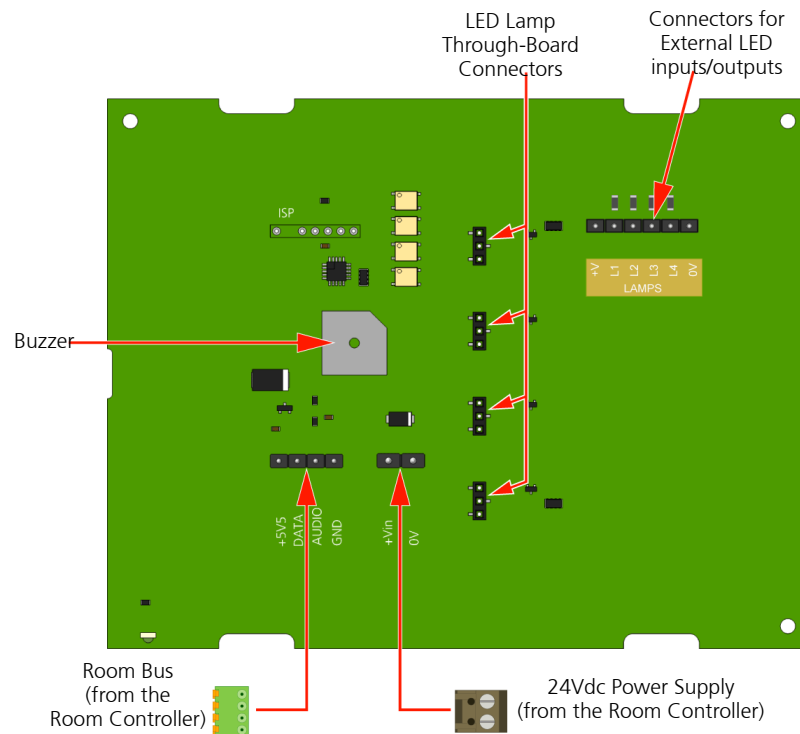 LED Lamp
Through-Board
Connectors
Connectors for
External LED
inputs/outputs
ISP
+V
L1
L2
L3
L4
0V
LAMPS
Buzzer
+5V5
DATA
AUDIO
GND
+Vin
0V
Room Bus
(from the
Room Controller)
24Vdc Power Supply
(from the Room Controller)